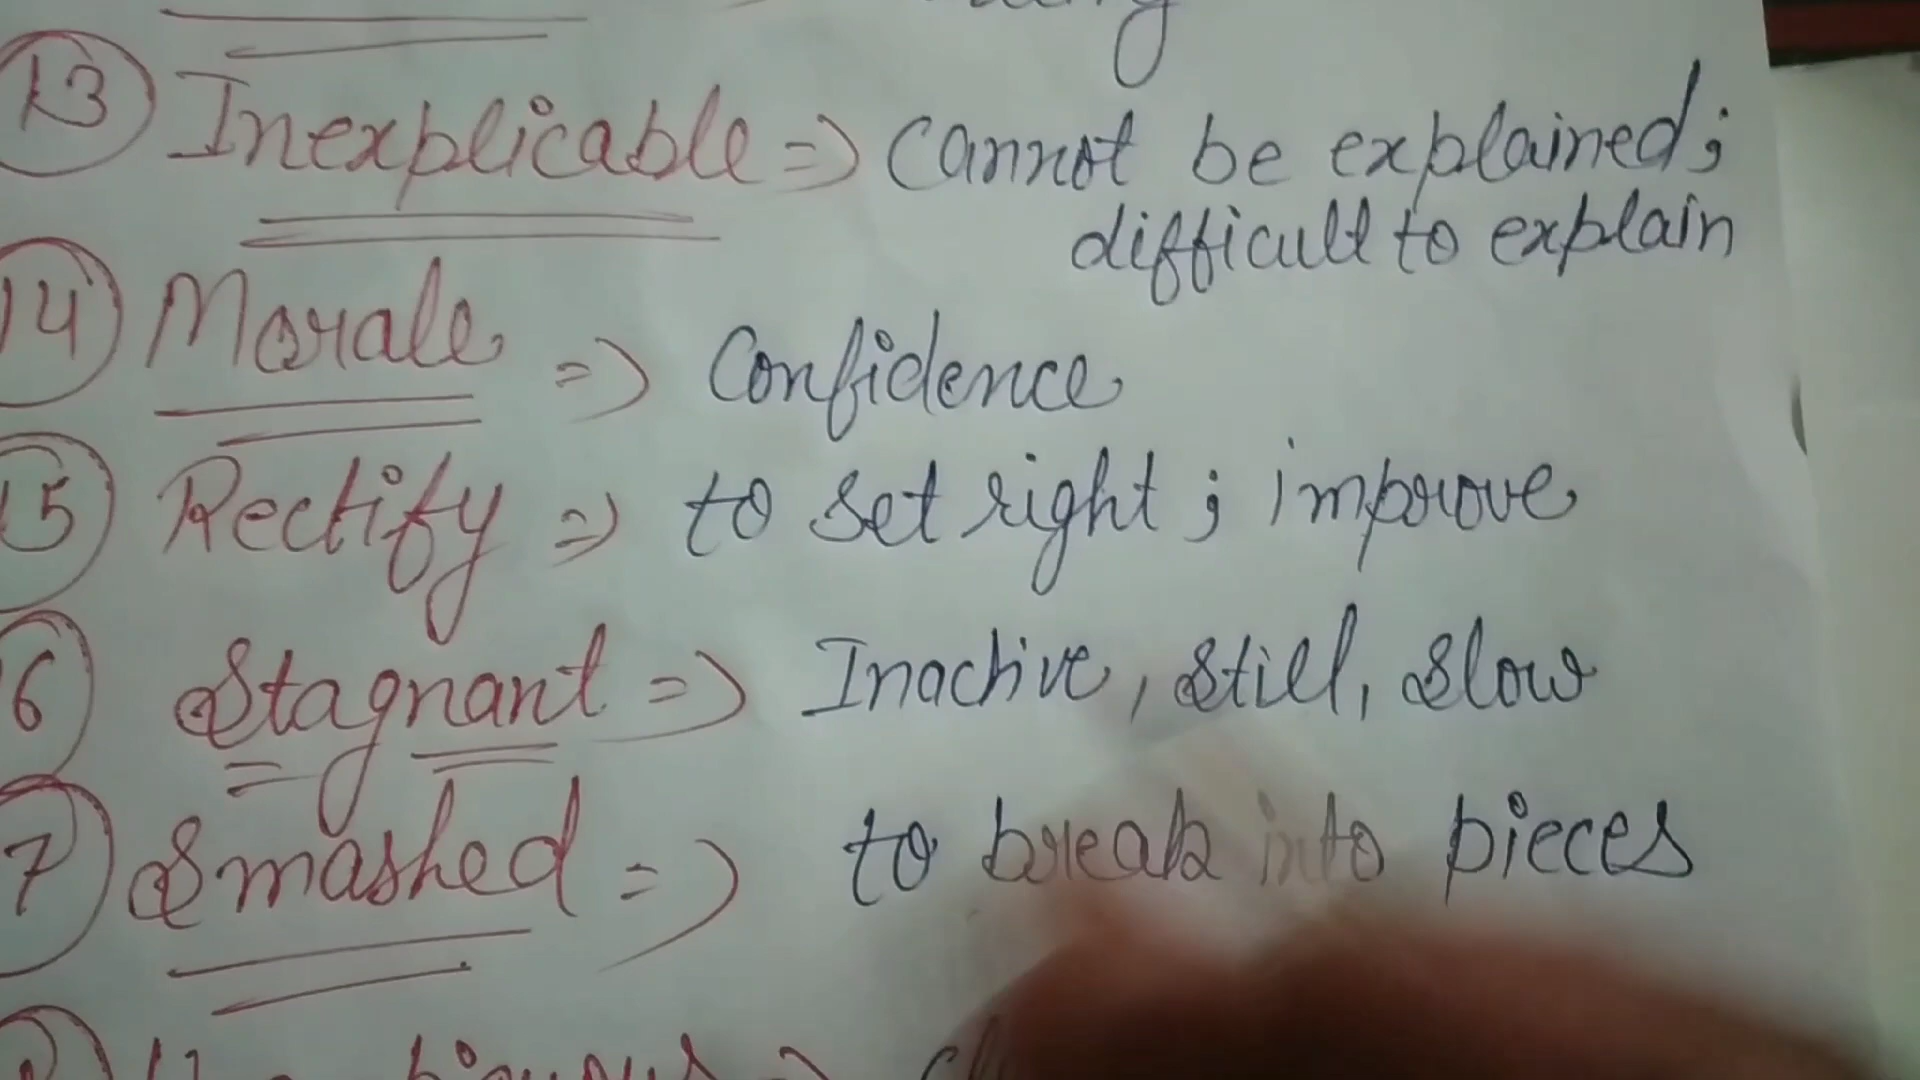 13 Inexplicable => Cannot be explained;
difficult to explain
14 Morale => Confidence
15 Rectify => to set right; improve
6 Stagnant => Inactive, still, slow
7 Smashed => to break into pieces